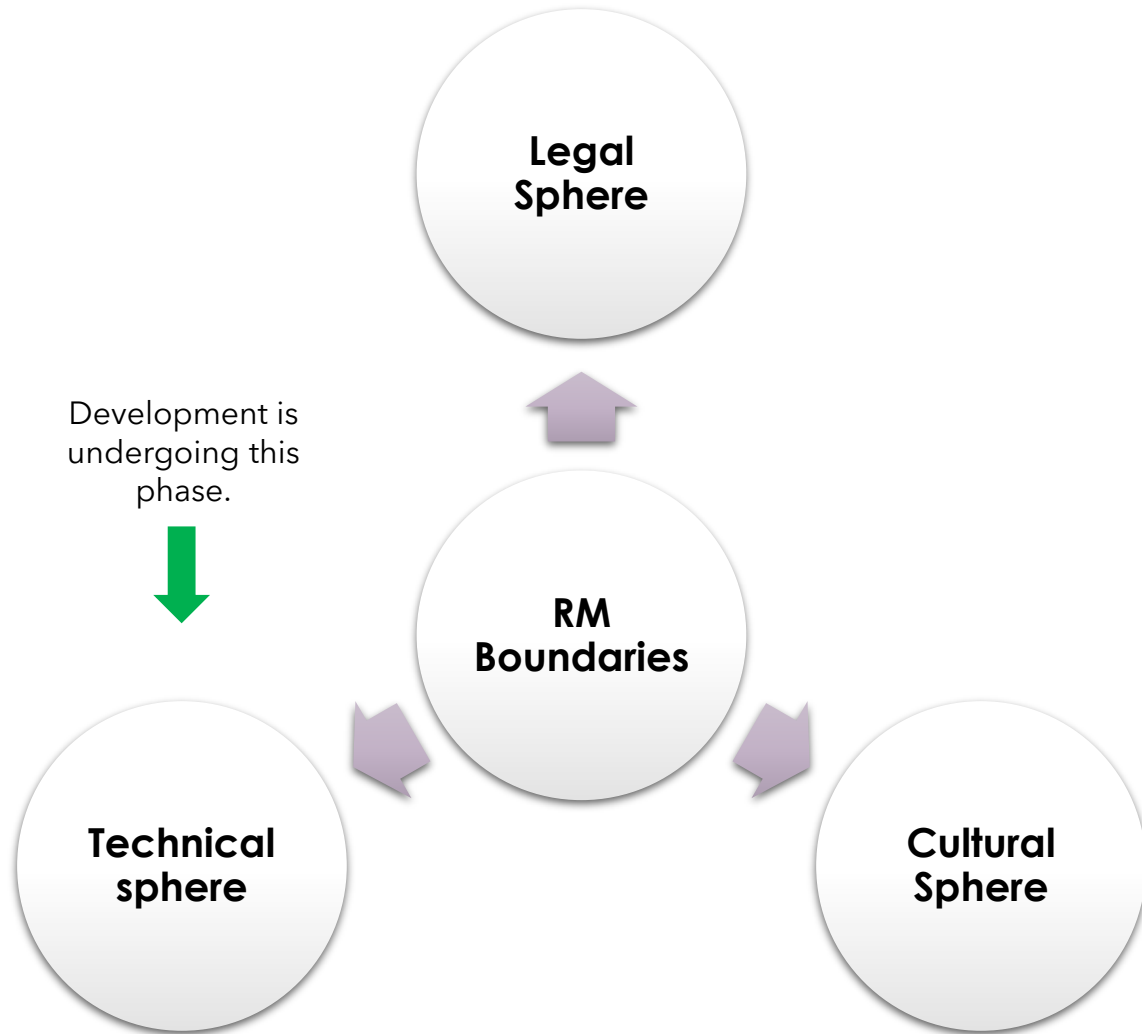 Legal
Sphere
Development is
undergoing this
phase.
RM
Boundaries
Technical
sphere
Cultural
Sphere